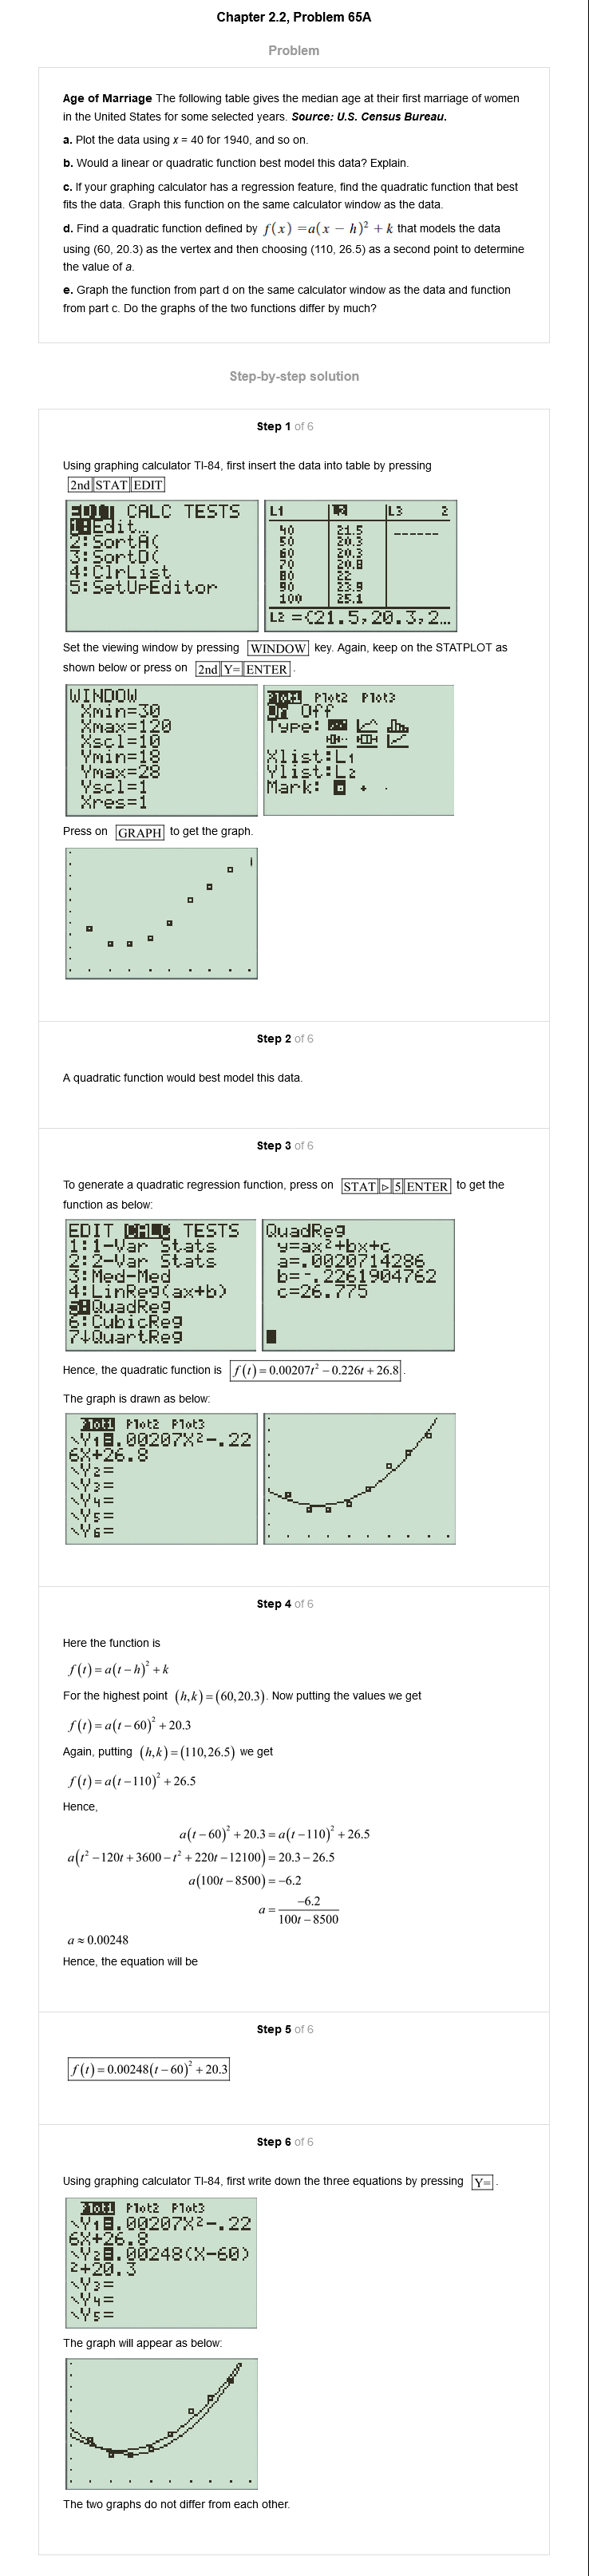 Chapter 2.2, Problem 65A
Problem
Age of Marriage The following table gives the median age at their first marriage of women
in the United States for some selected years. Source: U.S. Census Bureau.
a. Plot the data using x = 40 for 1940, and so on.
b. Would a linear or quadratic function best model this data? Explain.
c. If your graphing calculator has a regression feature, find the quadratic function that best
fits the data. Graph this function on the same calculator window as the data.
d. Find a quadratic function defined by f(x) =a(x − h)² + k that models the data
using (60, 20.3) as the vertex and then choosing (110, 26.5) as a second point to determine
the value of a.
e. Graph the function from part d on the same calculator window as the data and function
from part c. Do the graphs of the two functions differ by much?
Step-by-step solution
Step 1 of 6
Using graphing calculator TI-84, first insert the data into table by pressing
2nd STAT EDIT
EDIT CALC TESTS
1:Edit…
2:SortA(
3:SortD(
4:ClrList
5:SetUpEditor
L1 L2 L3 2
40 21.5 ------
50 20.3
60 20.3
70 20.8
80 22
90 23.9
100 25.1
L2 ={21.5,20.3,2…
Set the viewing window by pressing WINDOW key. Again, keep on the STATPLOT as
shown below or press on 2nd Y= ENTER .
WINDOW
Xmin=30
Xmax=120
Xscl=10
Ymin=18
Ymax=28
Yscl=1
Xres=1
Plot1 Plot2 Plot3
On Off
Type:
Xlist:L1
Ylist:L2
Mark: □ + ·
Press on GRAPH to get the graph.
Step 2 of 6
A quadratic function would best model this data.
Step 3 of 6
To generate a quadratic regression function, press on STAT ▷ 5 ENTER to get the
function as below:
EDIT CALC TESTS
1:1-Var Stats
2:2-Var Stats
3:Med-Med
4:LinReg(ax+b)
5:QuadReg
6:CubicReg
7↓QuartReg
QuadReg
y=ax²+bx+c
a=.0020714286
b=-.2261904762
c=26.775
Hence, the quadratic function is f(t) = 0.00207t² − 0.226t + 26.8 .
The graph is drawn as below:
Plot1 Plot2 Plot3
\Y1=.00207X²-.22
6X+26.8
\Y2=
\Y3=
\Y4=
\Y5=
\Y6=
Step 4 of 6
Here the function is
f(t) = a(t − h)² + k
For the highest point (h,k) = (60,20.3). Now putting the values we get
f(t) = a(t − 60)² + 20.3
Again, putting (h,k) = (110,26.5) we get
f(t) = a(t − 110)² + 26.5
Hence,
a(t − 60)² + 20.3 = a(t − 110)² + 26.5
a(t² − 120t + 3600 − t² + 220t − 12100) = 20.3 − 26.5
a(100t − 8500) = −6.2
a = −6.2 / 100t − 8500
a ≈ 0.00248
Hence, the equation will be
Step 5 of 6
f(t) = 0.00248(t − 60)² + 20.3
Step 6 of 6
Using graphing calculator TI-84, first write down the three equations by pressing Y= .
Plot1 Plot2 Plot3
\Y1=.00207X²-.22
6X+26.8
\Y2=.00248(X-60)
²+20.3
\Y3=
\Y4=
\Y5=
The graph will appear as below:
The two graphs do not differ from each other.